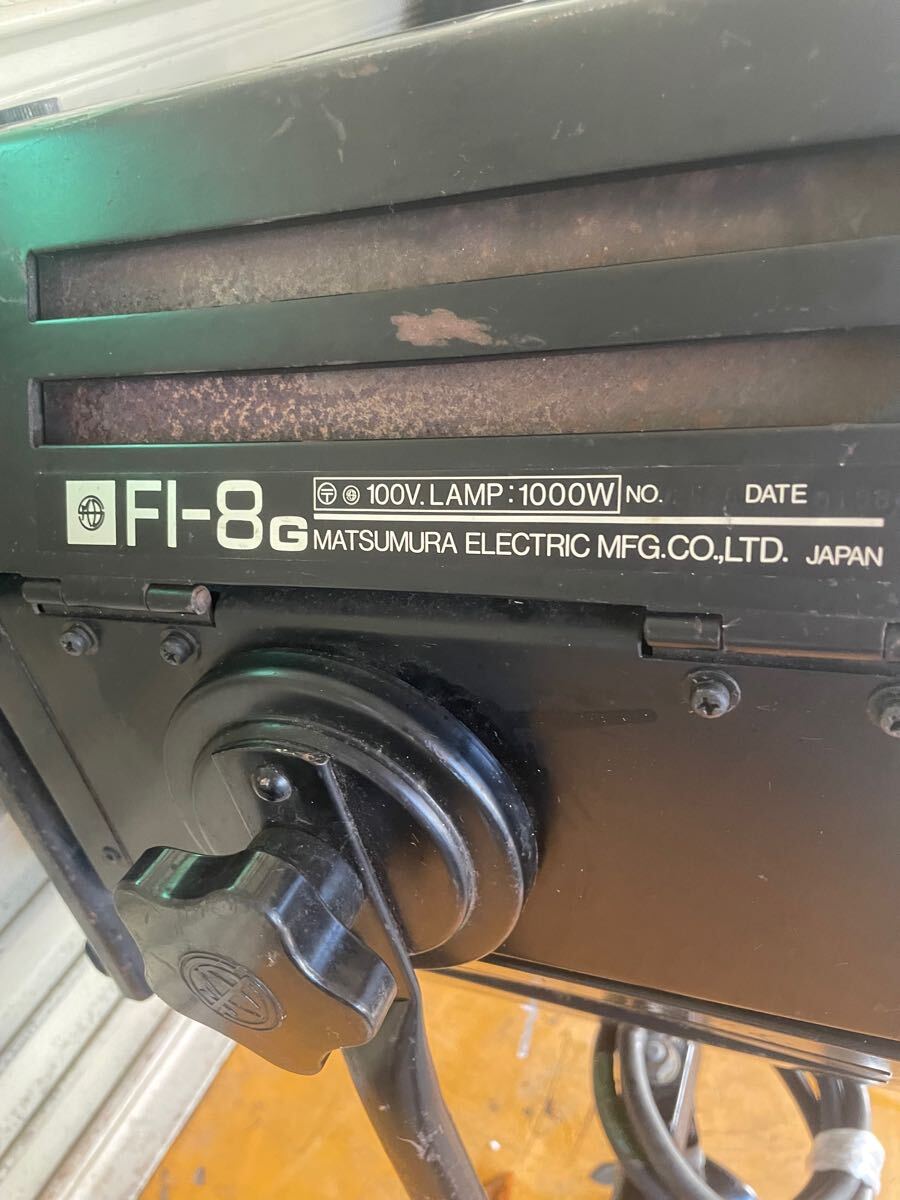 FI-8G 100V. LAMP: 1000W NO. DATE
MATSUMURA ELECTRIC MFG.CO.,LTD. JAPAN